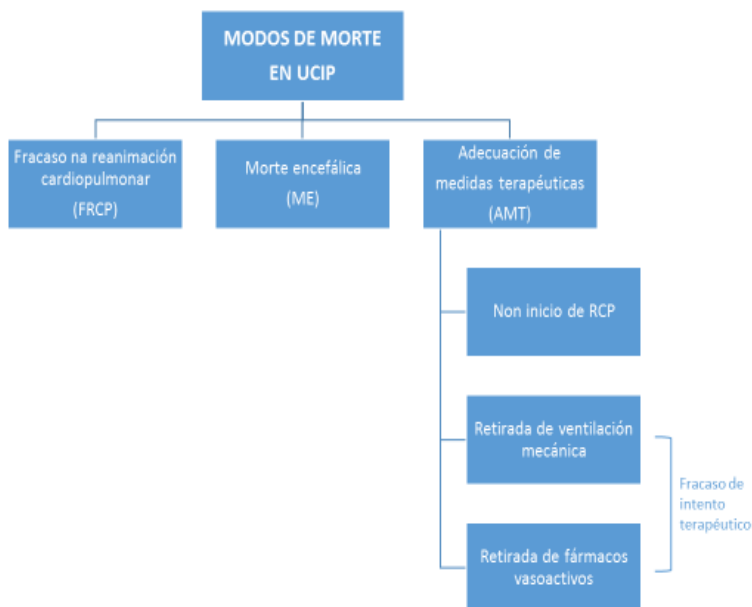 MODOS DE MORTE
EN UCIP
Fracaso na reanimación
cardiopulmonar
(FRCP)
Morte encefálica
(ME)
Adecuación de
medidas terapéuticas
(AMT)
Non inicio de RCP
Retirada de ventilación
mecánica
Retirada de fármacos
vasoactivos
Fracaso de
intento
terapéutico